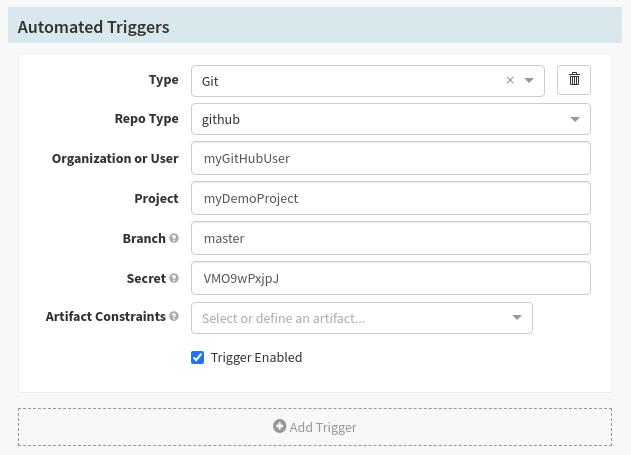 Automated Triggers
Type Git
Repo Type github
Organization or User myGitHubUser
Project myDemoProject
Branch master
Secret VMO9wPxjpJ
Artifact Constraints Select or define an artifact...
Trigger Enabled
Add Trigger